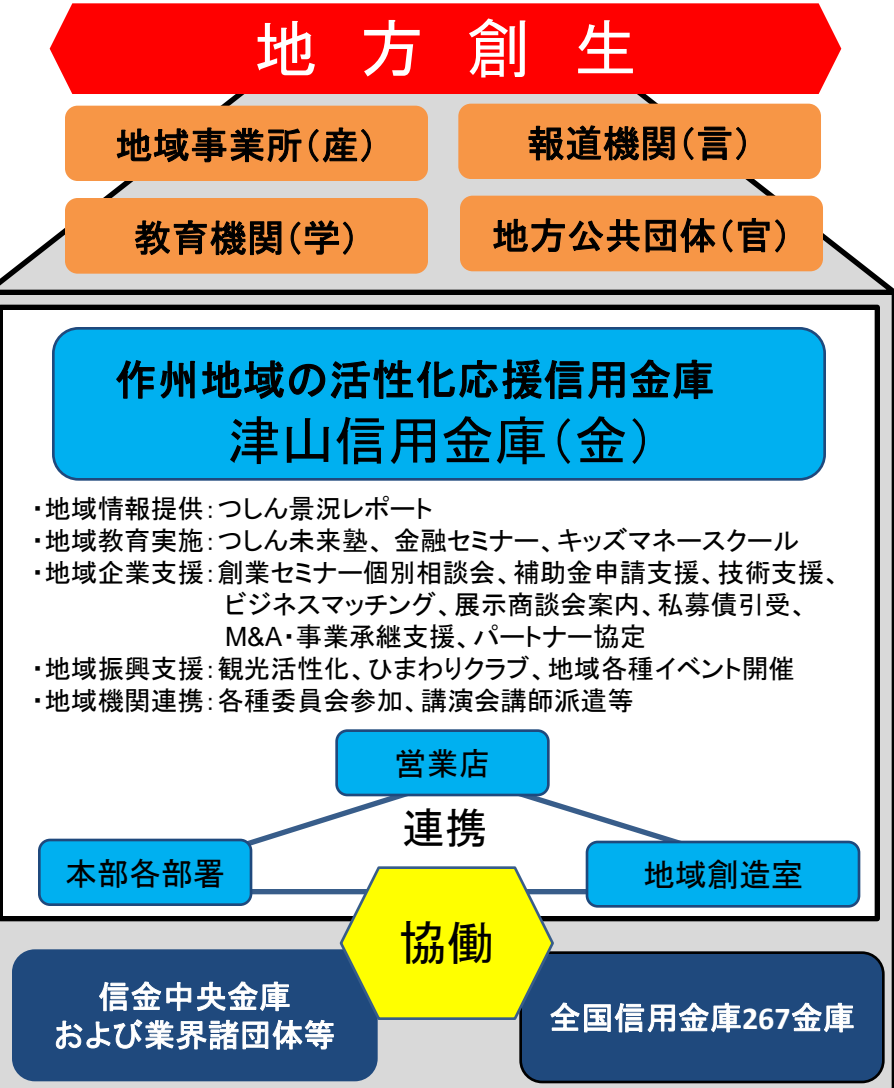 地方創生
地域事業所(産)
報道機関(言)
教育機関(学)
地方公共団体(官)
作州地域の活性化応援信用金庫
津山信用金庫(金)
・地域情報提供:つしん景況レポート
・地域教育実施:つしん未来塾、金融セミナー、キッズマネースクール
・地域企業支援:創業セミナー個別相談会、補助金申請支援、技術支援、
ビジネスマッチング、展示商談会案内、私募債引受、
M&A・事業承継支援、パートナー協定
・地域振興支援:観光活性化、ひまわりクラブ、地域各種イベント開催
・地域機関連携:各種委員会参加、講演会講師派遣等
営業店
連携
本部各部署
地域創造室
協働
信金中央金庫
および業界諸団体等
全国信用金庫267金庫